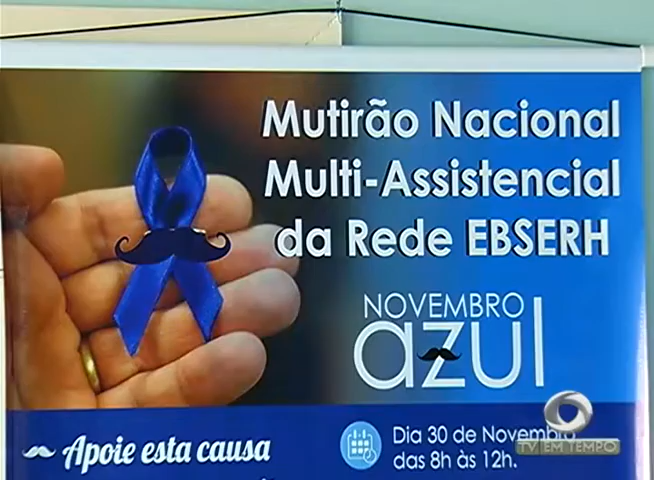 Mutirão Nacional
Multi-Assistencial
da Rede EBSERH
NOVEMBRO
azul
Apoie esta causa
Dia 30 de Novembro
das 8h às 12h.
TV EM TEMPO